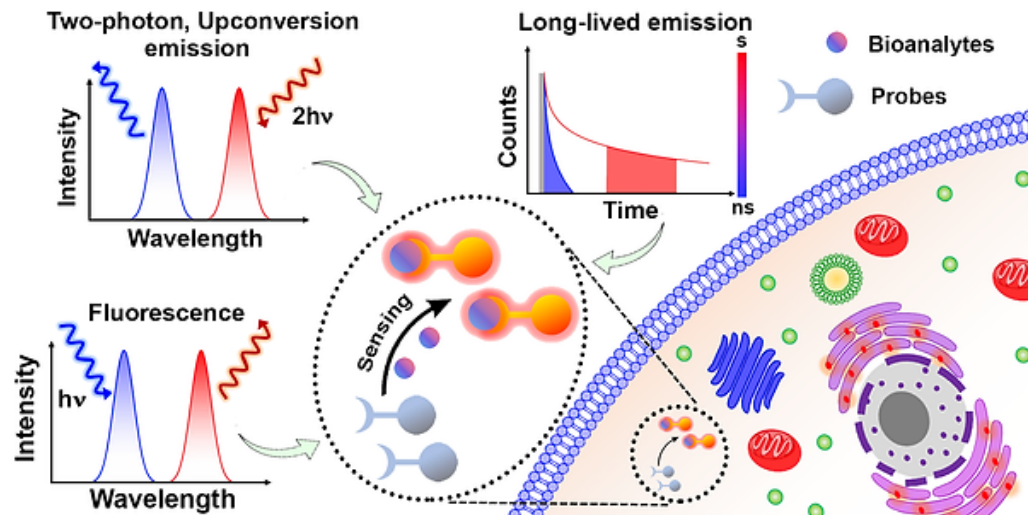 Two-photon, Upconversion
emission
Intensity
2hν
Wavelength
Long-lived emission
Counts
Time
s
ns
Bioanalytes
Probes
Fluorescence
Intensity
hν
Wavelength
Sensing